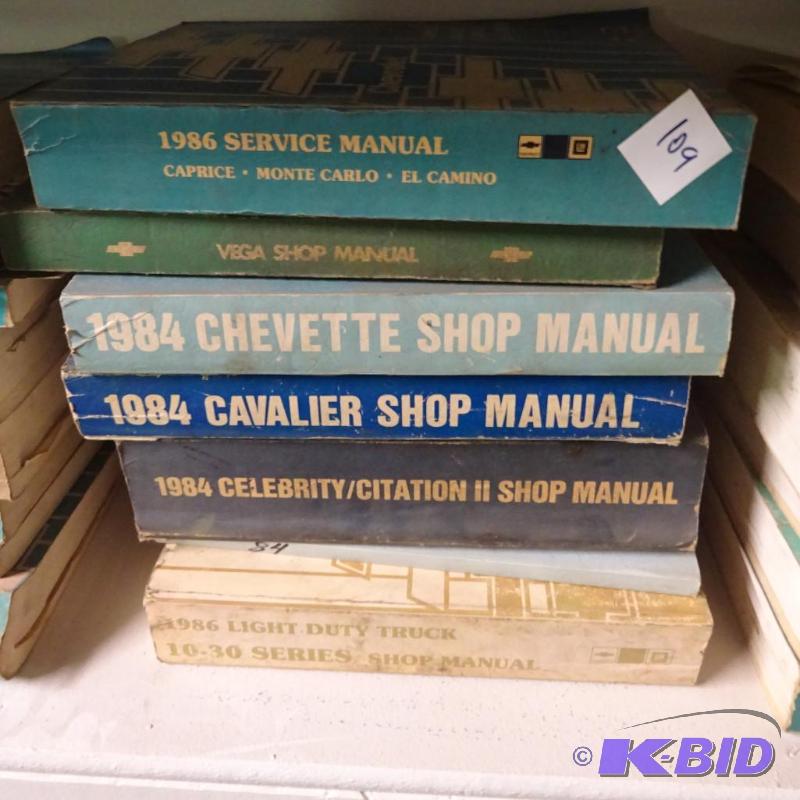 1986 SERVICE MANUAL
CAPRICE • MONTE CARLO • EL CAMINO
109
VEGA SHOP MANUAL
1984 CHEVETTE SHOP MANUAL
1984 CAVALIER SHOP MANUAL
1984 CELEBRITY/CITATION II SHOP MANUAL
84
1986 LIGHT DUTY TRUCK
10-30 SERIES SHOP MANUAL
© K-BID